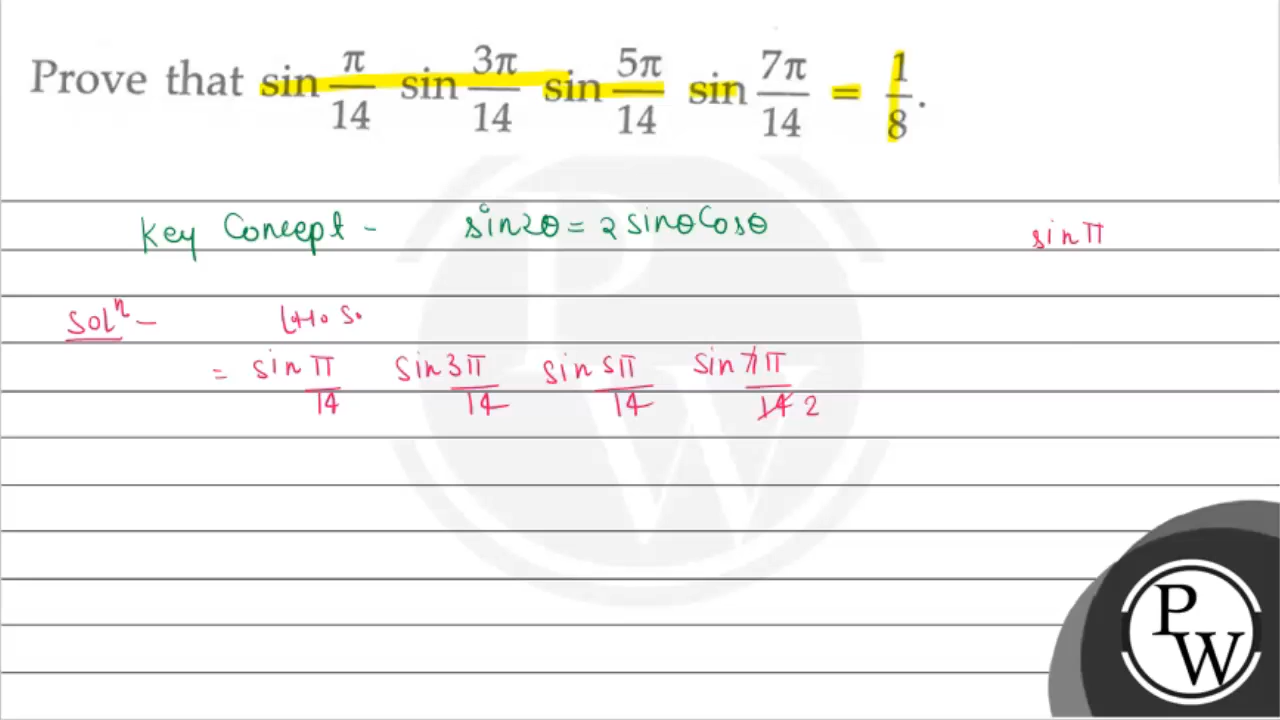 Prove that sin π/14 sin 3π/14 sin 5π/14 sin 7π/14 = 1/8.
Key Concept - sin2θ = 2 sinθ Cosθ
sin π
Solⁿ - L.H.S.
= sin π/14 sin 3π/14 sin 5π/14 sin 7π/14 2
P
W